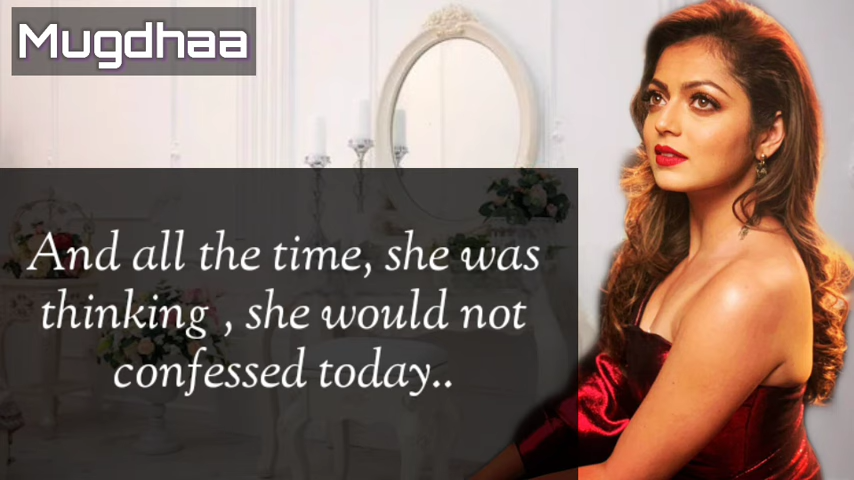 Mugdhaa
And all the time, she was
thinking , she would not
confessed today..